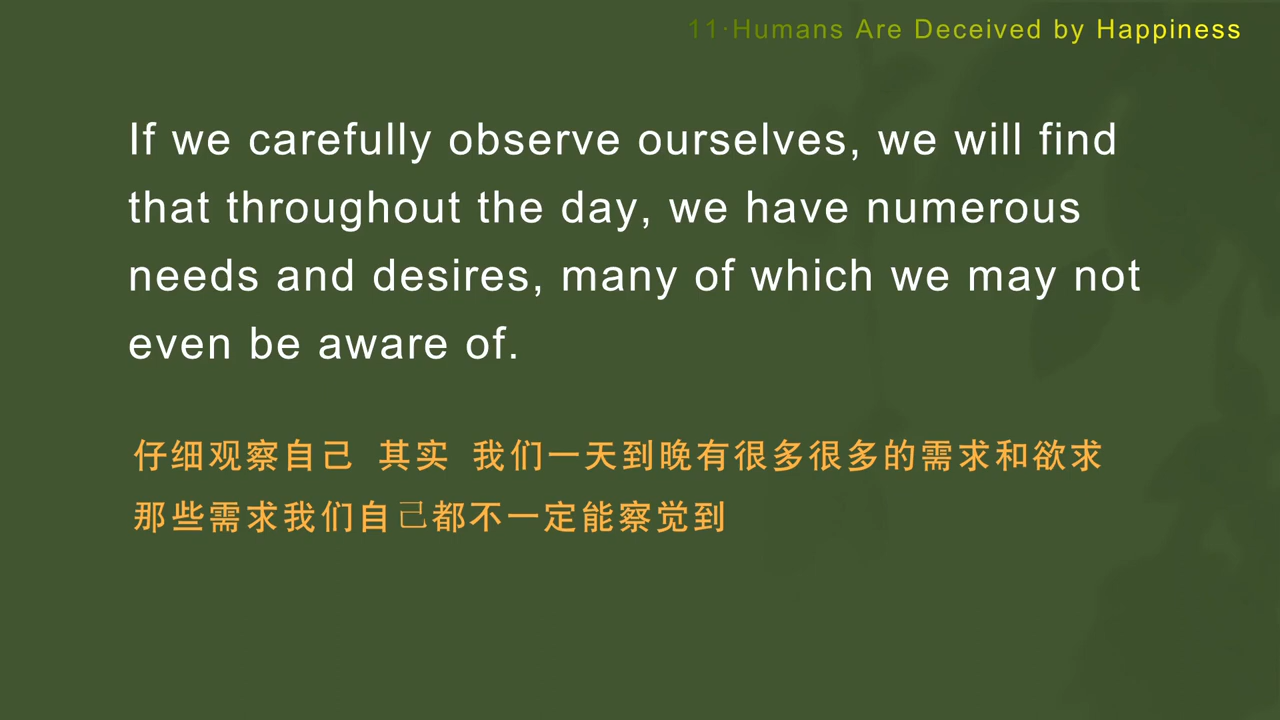 11·Humans Are Deceived by Happiness
If we carefully observe ourselves, we will find
that throughout the day, we have numerous
needs and desires, many of which we may not
even be aware of.
仔细观察自己 其实 我们一天到晚有很多很多的需求和欲求
那些需求我们自己都不一定能察觉到